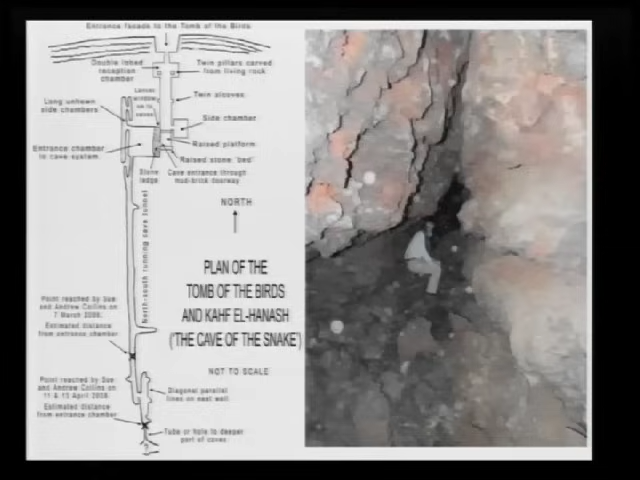 Entrance facade to the Tomb of the Birds
Double lobed
reception
chamber
Twin pillars carved
from living rock
Twin alcoves
Long unhewn
side chambers
Side chamber
Raised platform
Entrance chamber
to cave system
Raised stone 'bed'
Stone
ledge
Cave entrance through
mud-brick doorway
North-south running cave tunnel
NORTH
PLAN OF THE
TOMB OF THE BIRDS
AND KAHF EL-HANASH
('THE CAVE OF THE SNAKE')
NOT TO SCALE
Point reached by Sue
and Andrew Collins on
7 March 2008.
Estimated distance
from entrance chamber
Point reached by Sue
and Andrew Collins on
11 & 13 April 2008.
Estimated distance
from entrance chamber
Diagonal parallel
lines on east wall
Tube or Hole to deeper
part of caves
?